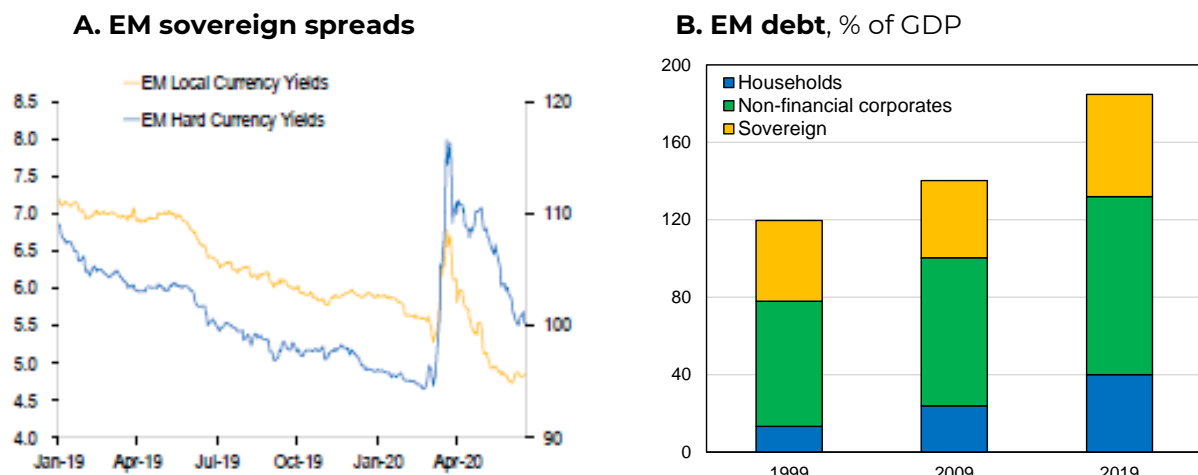 A. EM sovereign spreads
EM Local Currency Yields
EM Hard Currency Yields
8.5
8.0
7.5
7.0
6.5
6.0
5.5
5.0
4.5
4.0
120
110
100
90
Jan-19 Apr-19 Jul-19 Oct-19 Jan-20 Apr-20
B. EM debt, % of GDP
Households
Non-financial corporates
Sovereign
200
160
120
80
40
0
1999 2009 2019